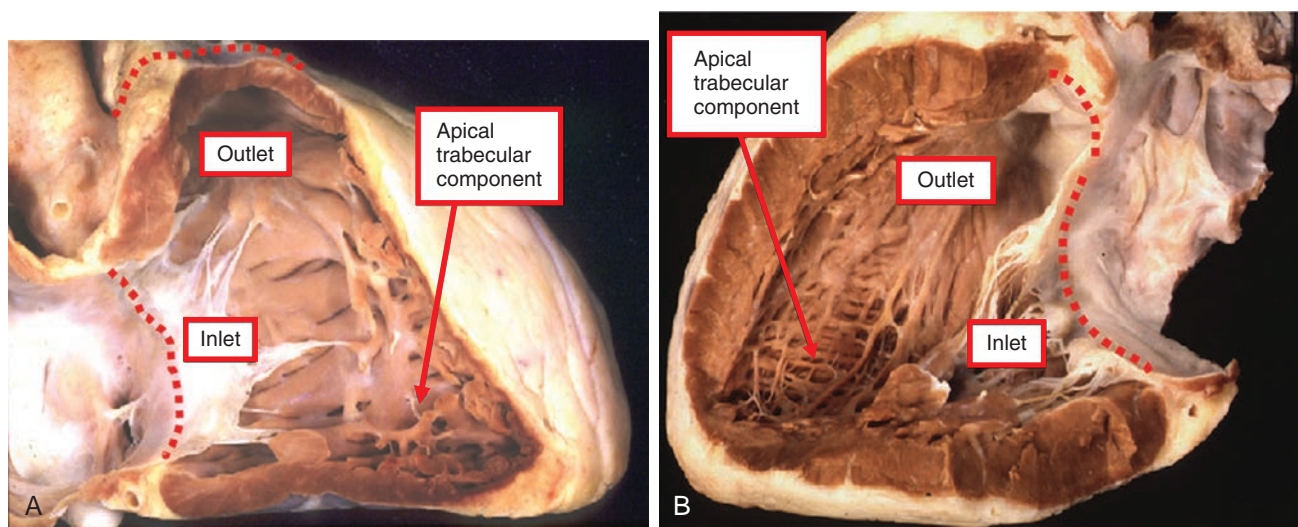 Outlet
Apical
trabecular
component
Inlet
A
Apical
trabecular
component
Outlet
Inlet
B